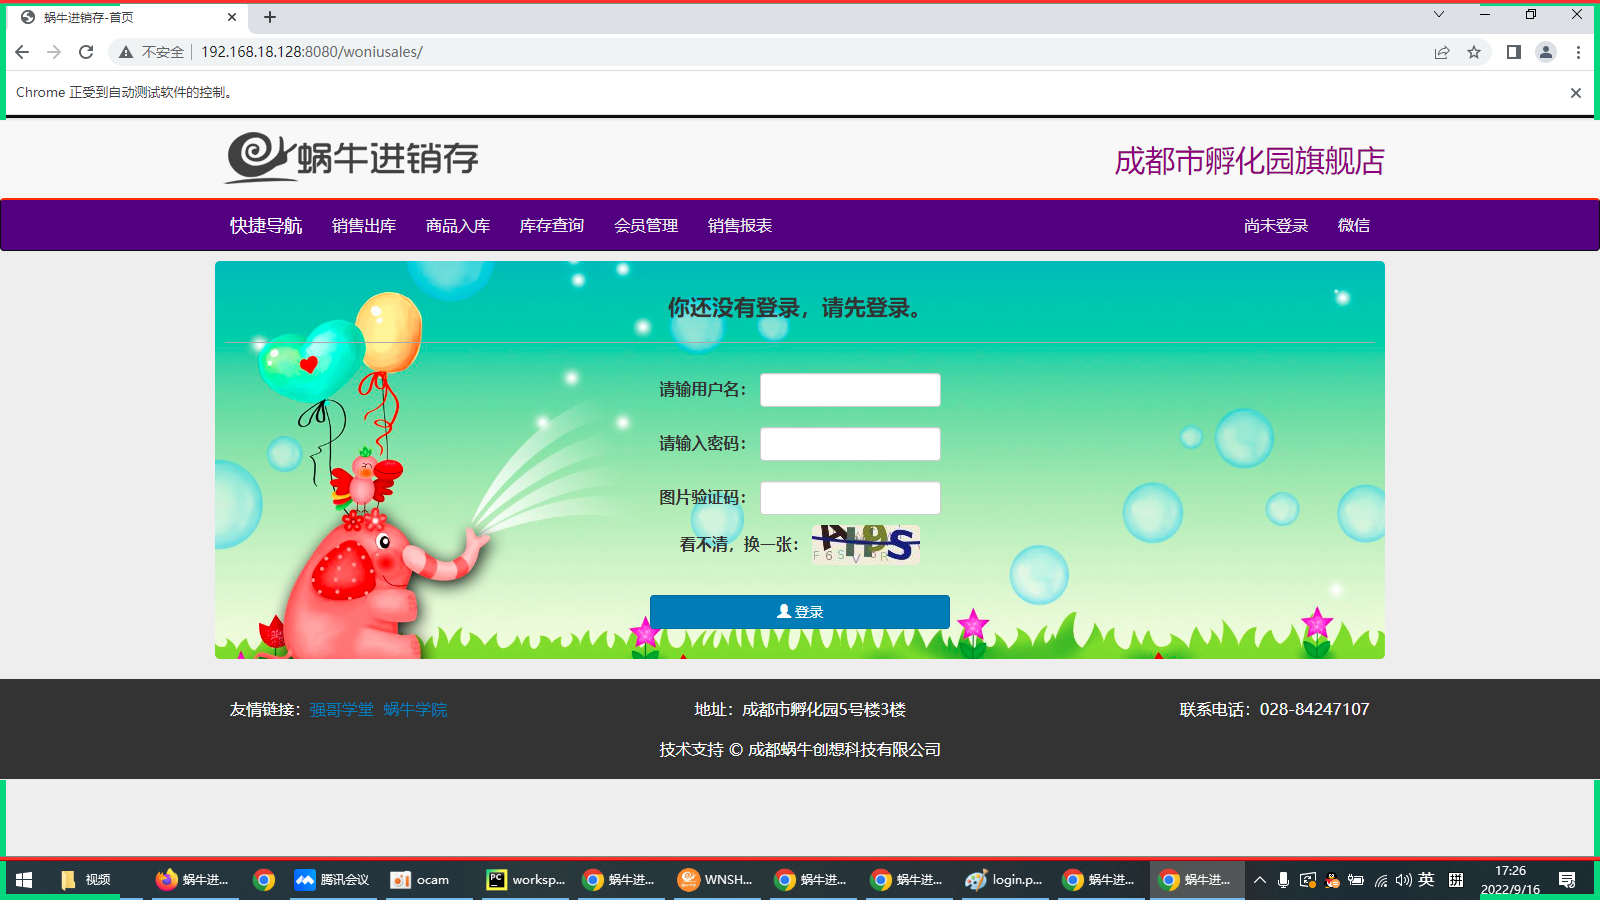 蜗牛进销存-首页
不安全 192.168.18.128:8080/woniusales/
Chrome 正受到自动测试软件的控制。
蜗牛进销存
成都市孵化园旗舰店
快捷导航 销售出库 商品入库 库存查询 会员管理 销售报表 尚未登录 微信
你还没有登录，请先登录。
请输用户名：
请输入密码：
图片验证码：
看不清，换一张：
登录
友情链接：强哥学堂 蜗牛学院 地址：成都市孵化园5号楼3楼 联系电话：028-84247107
技术支持 © 成都蜗牛创想科技有限公司
视频 蜗牛进... 腾讯会议 ocam worksp... 蜗牛进... WNSH... 蜗牛进... 蜗牛进... login.p... 蜗牛进... 蜗牛进... 英 拼 17:26
2022/9/16